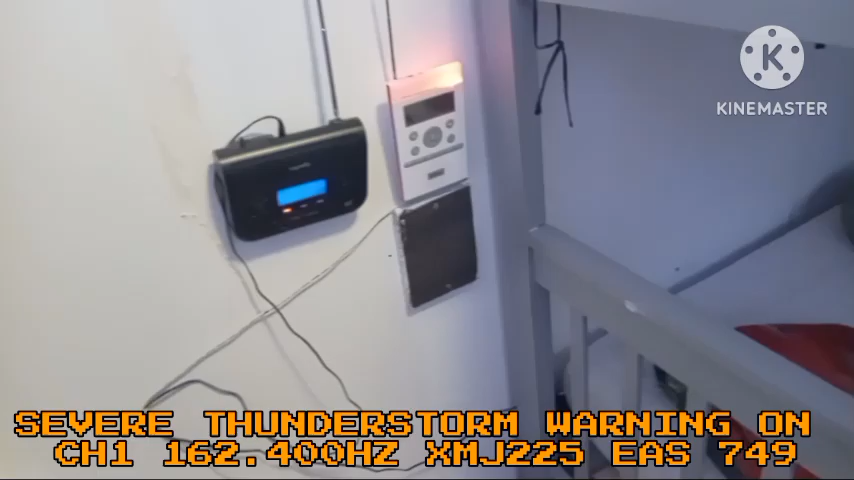 K
KINEMASTER
SEVERE THUNDERSTORM WARNING ON
CH1 162.400HZ XMJ225 EAS 749